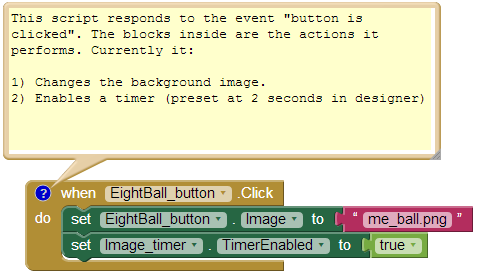 This script responds to the event "button is
clicked". The blocks inside are the actions it
performs. Currently it:
1) Changes the background image.
2) Enables a timer (preset at 2 seconds in designer)
? when EightBall_button .Click
do set EightBall_button . Image to “ me_ball.png ”
set Image_timer . TimerEnabled to true